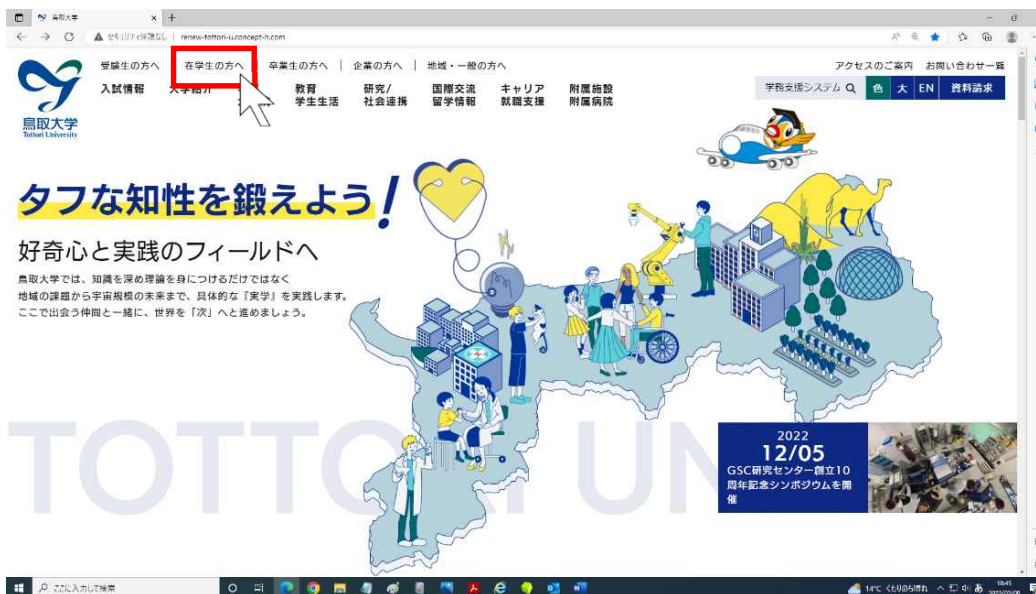 鳥取大学
セキュリティ保護なし | renew-tottori-u.concept-h.com
受験生の方へ 在学生の方へ 卒業生の方へ | 企業の方へ | 地域・一般の方へ
アクセスのご案内 お問い合わせ一覧
入試情報 大学紹介 教育 研究/ 国際交流 キャリア 附属施設
学生生活 社会連携 留学情報 就職支援 附属病院
学務支援システム 色 大 EN 資料請求
鳥取大学
Tottori University
タフな知性を鍛えよう!
好奇心と実践のフィールドへ
鳥取大学では、知識を深め理論を身につけるだけではなく
地域の課題から宇宙規模の未来まで、具体的な『実学』を実践します。
ここで出会う仲間と一緒に、世界を「次」へと進めましょう。
TOTTORI UN
2022
12/05
GSC研究センター創立10
周年記念シンポジウムを開
催
ここに入力して検索
14℃ くもりのち晴れ あ
18:45